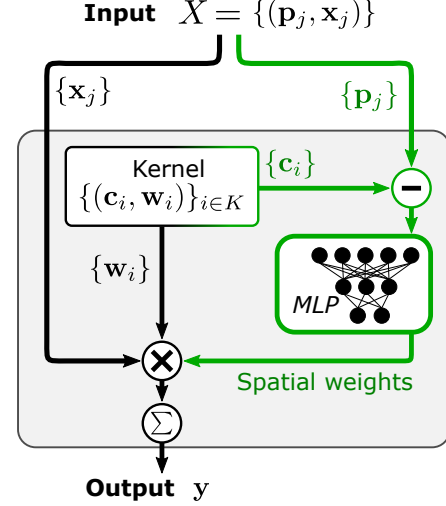 Input X = {(p_j, x_j)}
{x_j}
{p_j}
Kernel
{(c_i, w_i)}_{i∈K}
{c_i}
−
{w_i}
MLP
×
Spatial weights
∑
Output y